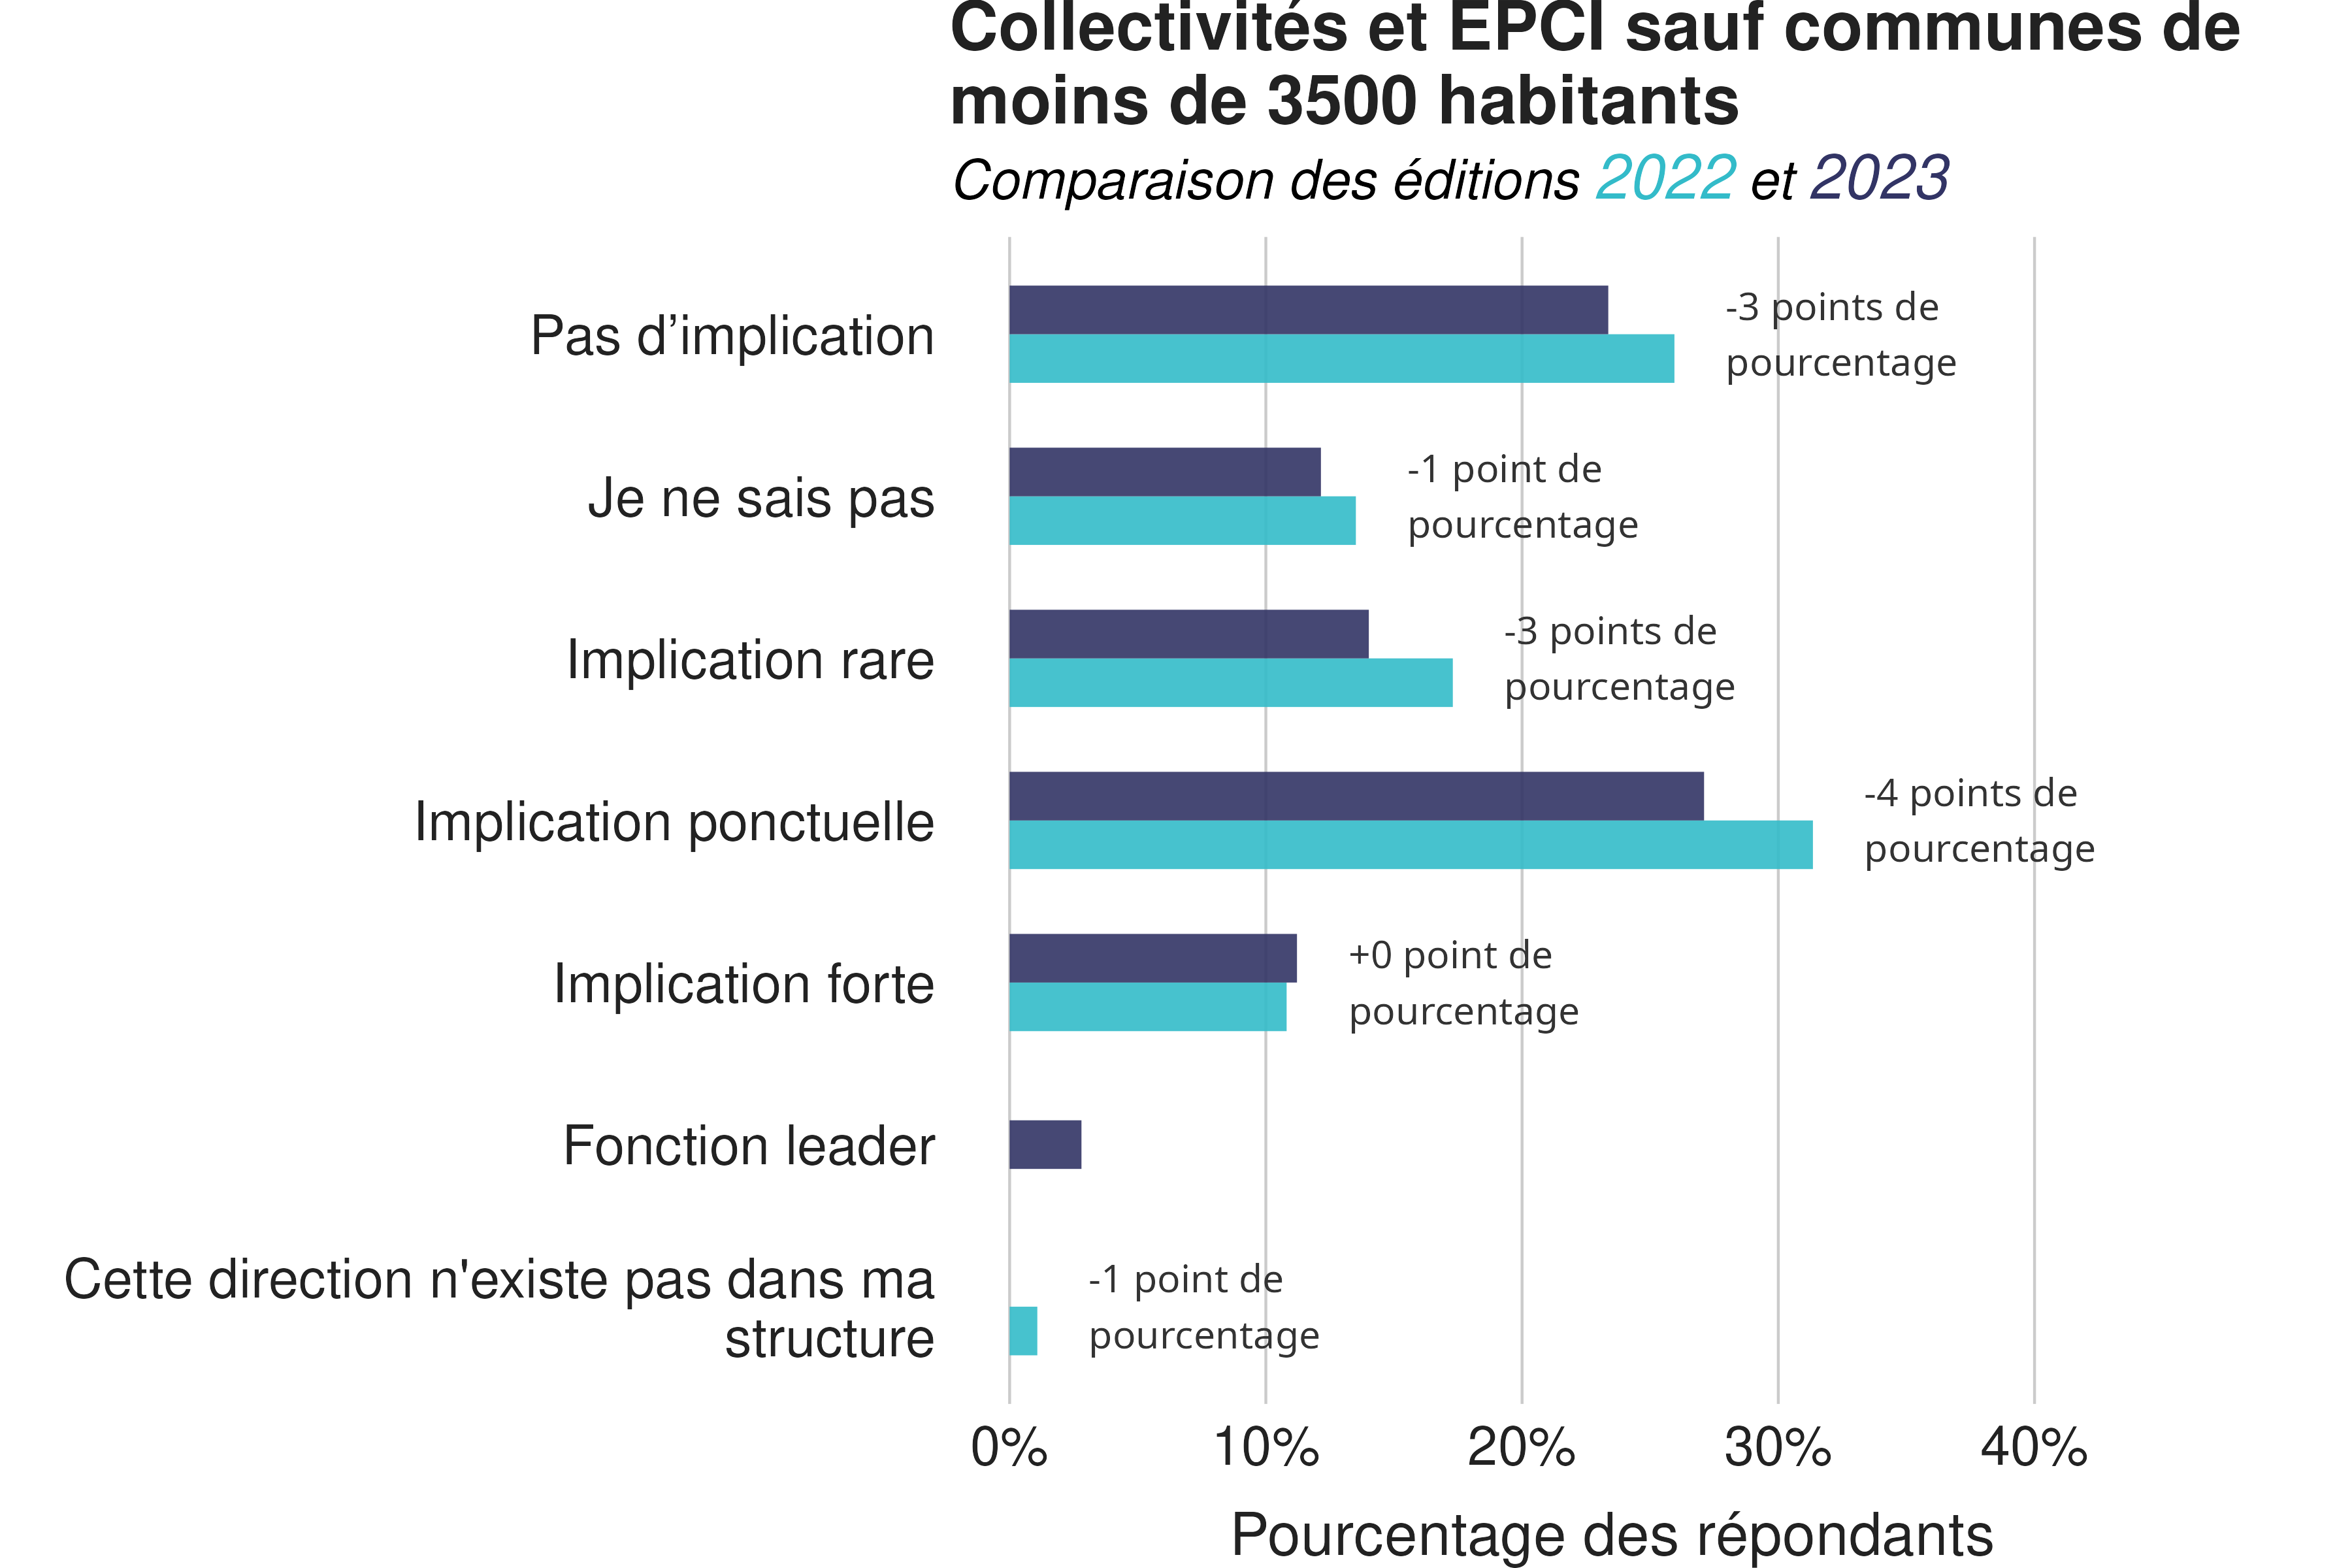 Collectivités et EPCI sauf communes de
moins de 3500 habitants
Comparaison des éditions 2022 et 2023
Pas d’implication
-3 points de
pourcentage
Je ne sais pas
-1 point de
pourcentage
Implication rare
-3 points de
pourcentage
Implication ponctuelle
-4 points de
pourcentage
Implication forte
+0 point de
pourcentage
Fonction leader
Cette direction n'existe pas dans ma
structure
-1 point de
pourcentage
0% 10% 20% 30% 40%
Pourcentage des répondants